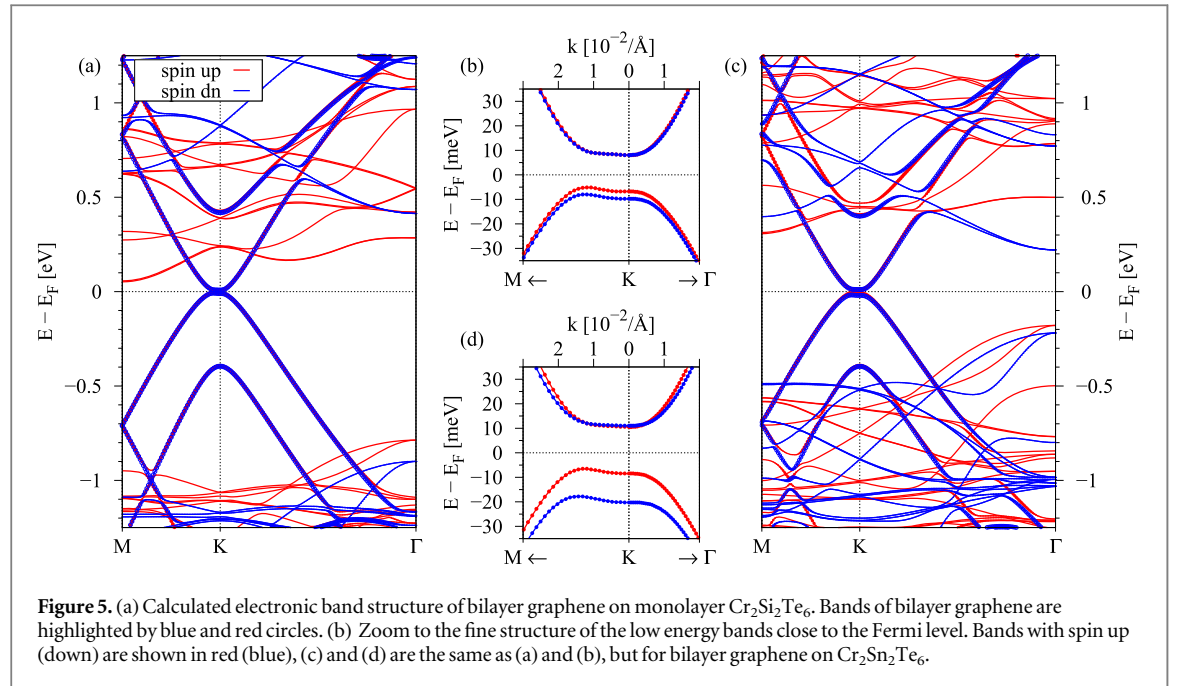 (a)
spin up
spin dn
E − E_F [eV]
1
0.5
0
−0.5
−1
M K Γ
(b)
k [10⁻²/Å]
2 1 0 1
E − E_F [meV]
30
20
10
0
−10
−20
−30
M ← K → Γ
(d)
k [10⁻²/Å]
2 1 0 1
E − E_F [meV]
30
20
10
0
−10
−20
−30
M ← K → Γ
(c)
1
0.5
0
−0.5
−1
E − E_F [eV]
M K Γ
Figure 5. (a) Calculated electronic band structure of bilayer graphene on monolayer Cr₂Si₂Te₆. Bands of bilayer graphene are
highlighted by blue and red circles. (b) Zoom to the fine structure of the low energy bands close to the Fermi level. Bands with spin up
(down) are shown in red (blue), (c) and (d) are the same as (a) and (b), but for bilayer graphene on Cr₂Sn₂Te₆.